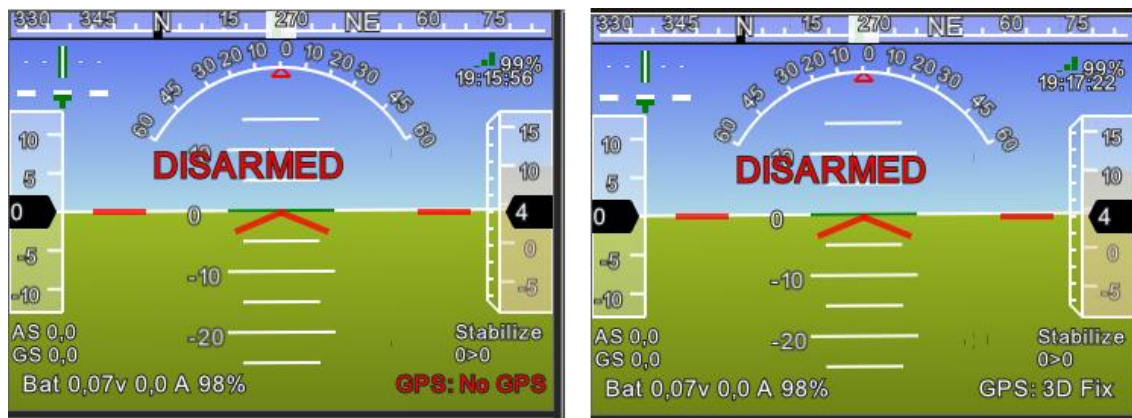 330 345 N 15 270 NE 60 75
99%
19:15:56
60 45 30 20 10 0 10 20 30 45 60
DISARMED
10 5 0 -5 -10
0
-10
-20
15 10 4 0 -5
AS 0,0
GS 0,0
Stabilize
0>0
Bat 0,07v 0,0 A 98%
GPS: No GPS
330 345 N 15 270 NE 60 75
99%
19:17:22
60 45 30 20 10 0 10 20 30 45 60
DISARMED
10 5 0 -5 -10
0
-10
-20
15 10 4 0 -5
AS 0,0
GS 0,0
Stabilize
0>0
Bat 0,07v 0,0 A 98%
GPS: 3D Fix